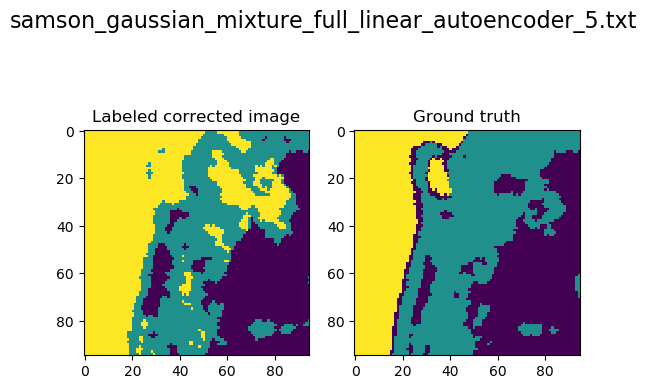 samson_gaussian_mixture_full_linear_autoencoder_5.txt
Labeled corrected image
Ground truth
0
20
40
60
80
0 20 40 60 80
0
20
40
60
80
0 20 40 60 80